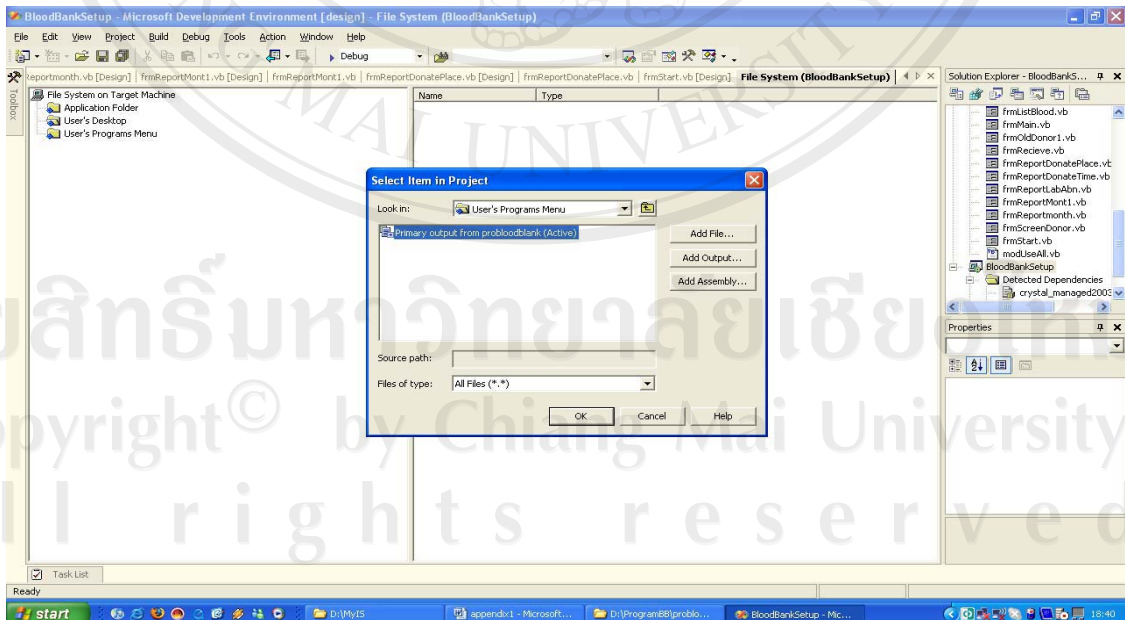 BloodBankSetup - Microsoft Development Environment [design] - File System (BloodBankSetup)
File Edit View Project Build Debug Tools Action Window Help
Debug
eportmonth.vb [Design] frmReportMont1.vb [Design] frmReportMont1.vb frmReportDonatePlace.vb [Design] frmReportDonatePlace.vb frmStart.vb [Design] File System (BloodBankSetup)
Toolbox
File System on Target Machine
Application Folder
User's Desktop
User's Programs Menu
Name Type
Select Item in Project
Look in: User's Programs Menu
Primary output from probloodblank (Active)
Add File...
Add Output...
Add Assembly...
Source path:
Files of type: All Files (*.*)
OK Cancel Help
Solution Explorer - BloodBankS...
frmListBlood.vb
frmMain.vb
frmOldDonor1.vb
frmRecieve.vb
frmReportDonatePlace.vb
frmReportDonateTime.vb
frmReportLabAbn.vb
frmReportMont1.vb
frmReportmonth.vb
frmScreenDonor.vb
frmStart.vb
modUseAll.vb
BloodBankSetup
Detected Dependencies
crystal_managed2003
Properties
MAI UNIVERSITY
opyright© by Chiang Mai University
ll rights reserved
Task List
Ready
start D:\MyIS appendix1 - Microsoft... D:\ProgramBB\problo... BloodBankSetup - Mic... 18:40